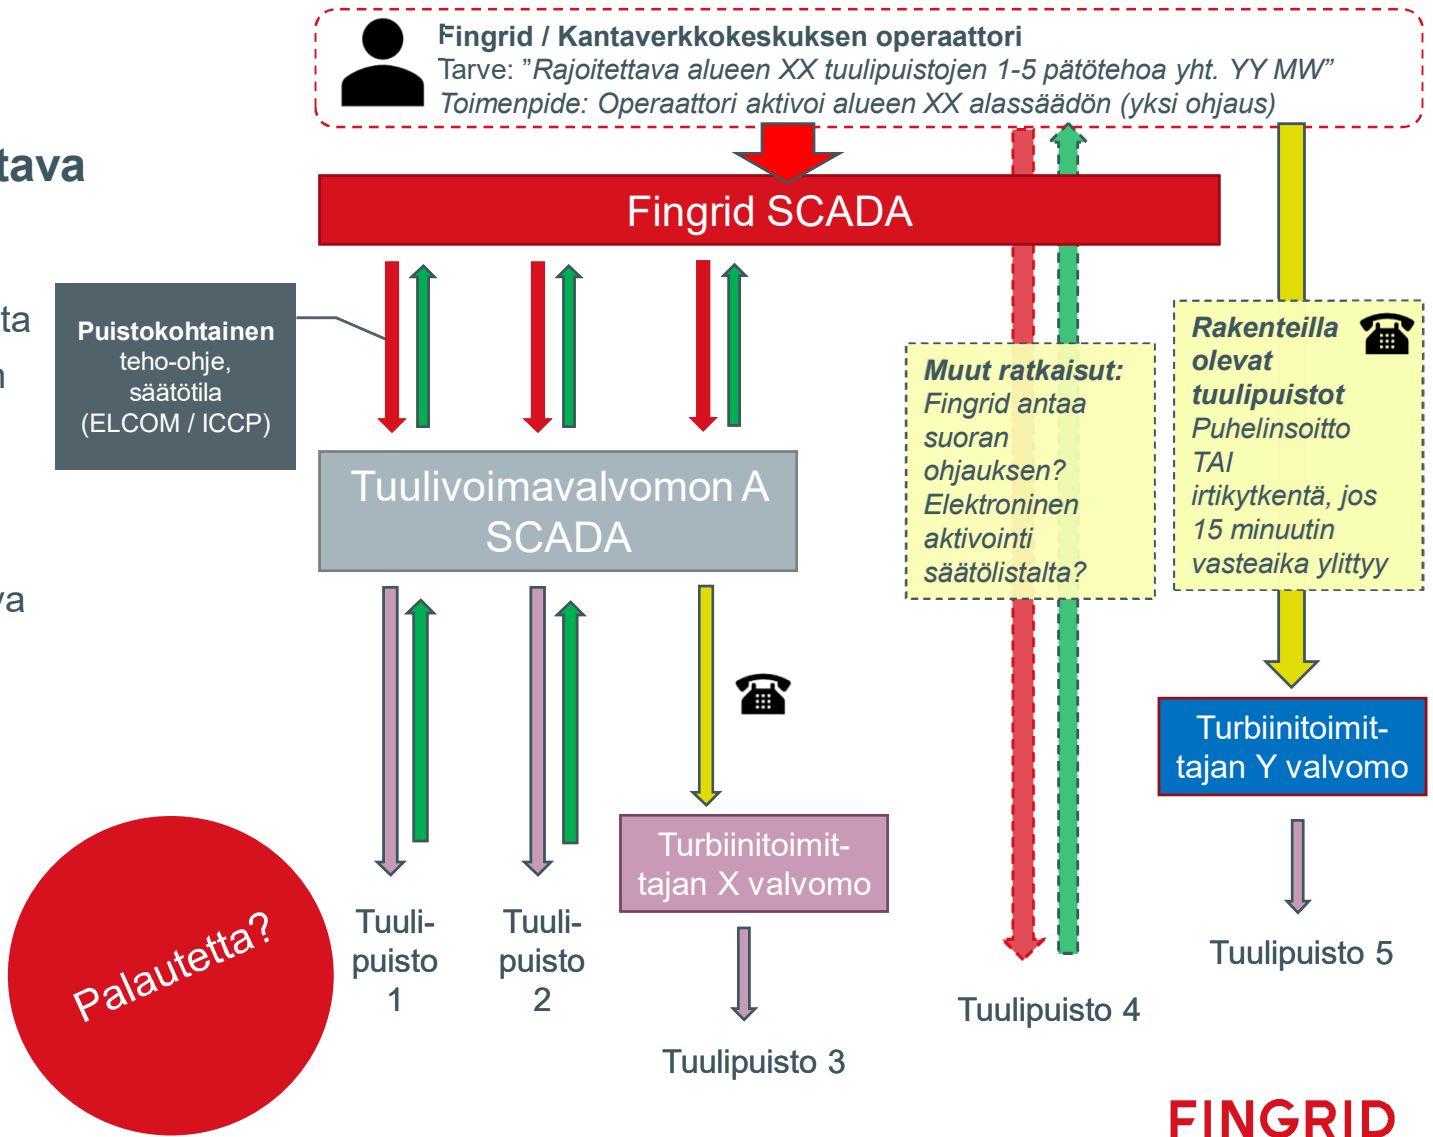 Fingrid / Kantaverkkokeskuksen operaattori
Tarve: ”Rajoitettava alueen XX tuulipuistojen 1-5 pätötehoa yht. YY MW”
Toimenpide: Operaattori aktivoi alueen XX alassäädön (yksi ohjaus)
tava
Fingrid SCADA
ta
n
va
Puistokohtainen
teho-ohje,
säätötila
(ELCOM / ICCP)
Tuulivoimavalvomon A
SCADA
Muut ratkaisut:
Fingrid antaa
suoran
ohjauksen?
Elektroninen
aktivointi
säätölistalta?
Rakenteilla
olevat
tuulipuistot
Puhelinsoitto
TAI
irtikytkentä, jos
15 minuutin
vasteaika ylittyy
Turbiinitoimit-
tajan Y valvomo
Turbiinitoimit-
tajan X valvomo
Palautetta?
Tuuli-
puisto
1
Tuuli-
puisto
2
Tuulipuisto 3
Tuulipuisto 4
Tuulipuisto 5
FINGRID